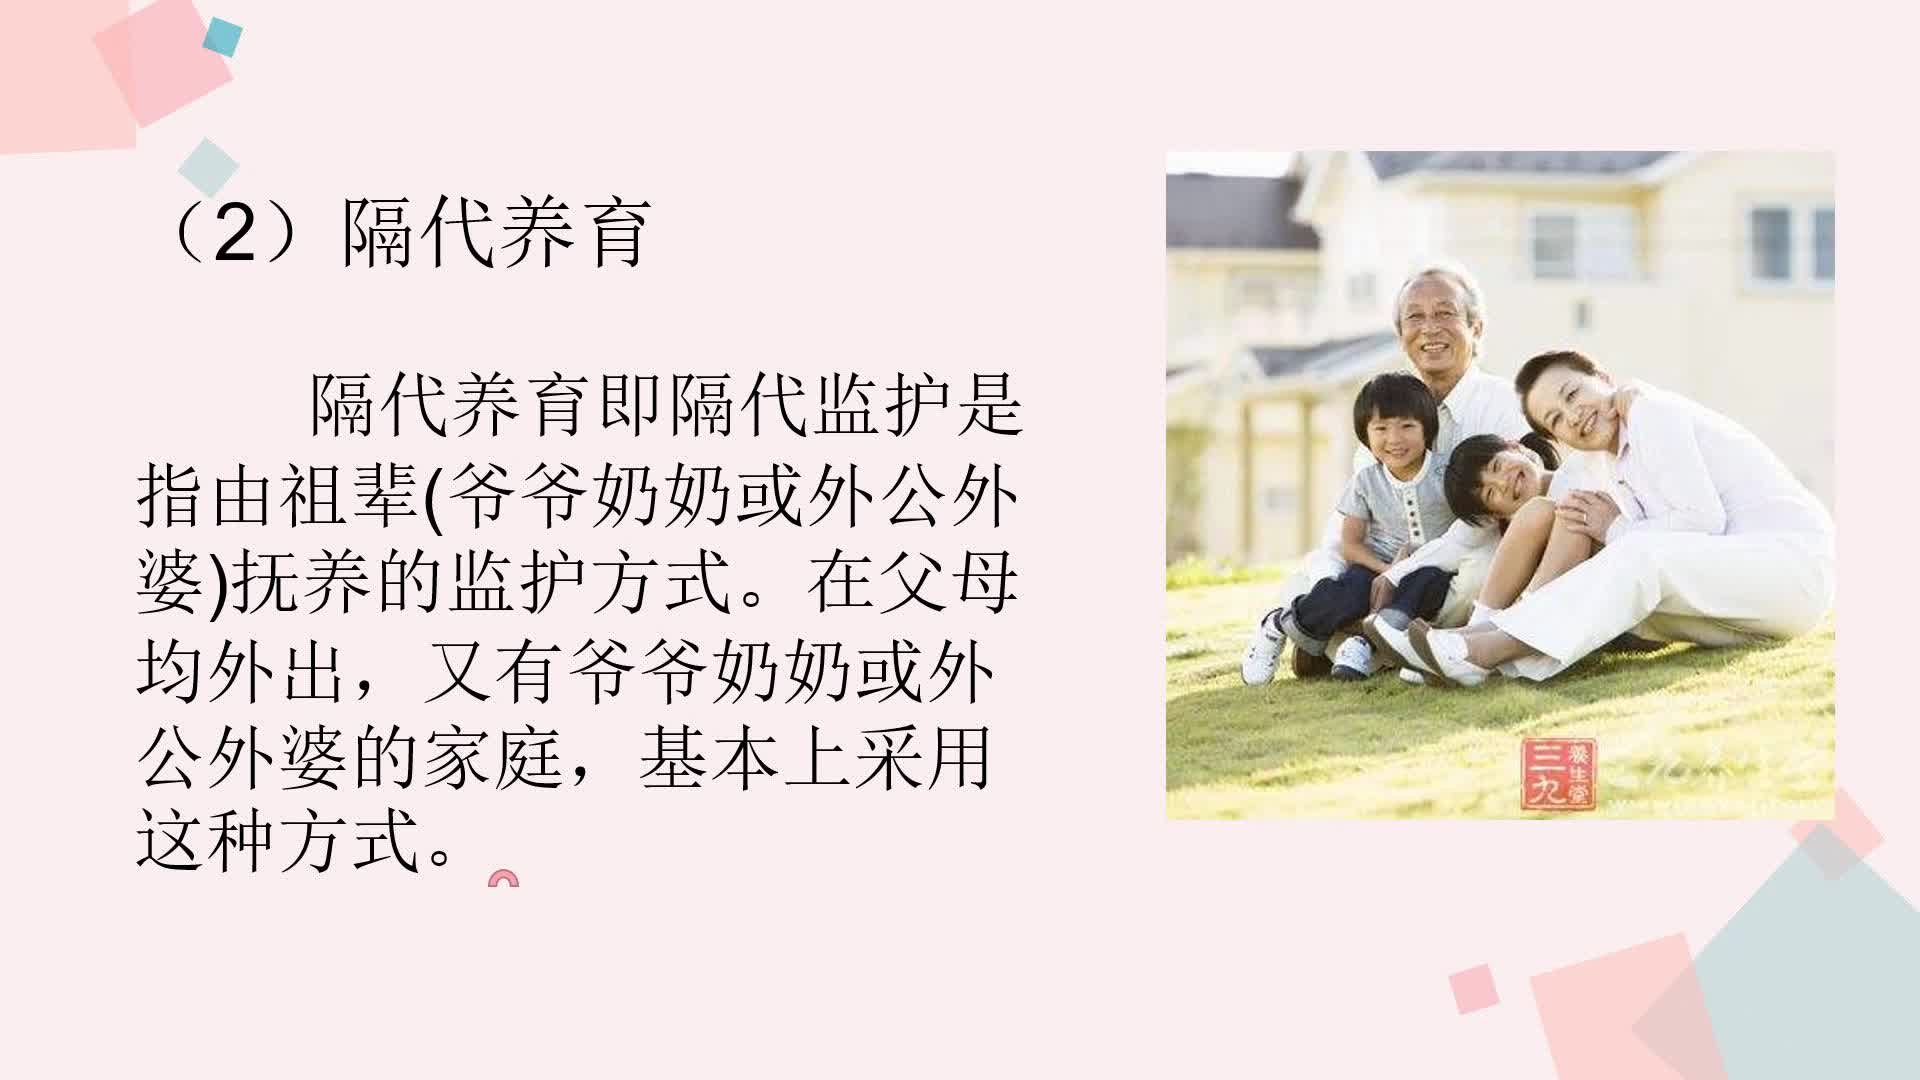 （2）隔代养育
隔代养育即隔代监护是
指由祖辈(爷爷奶奶或外公外
婆)抚养的监护方式。在父母
均外出，又有爷爷奶奶或外
公外婆的家庭，基本上采用
这种方式。
三九
養生堂